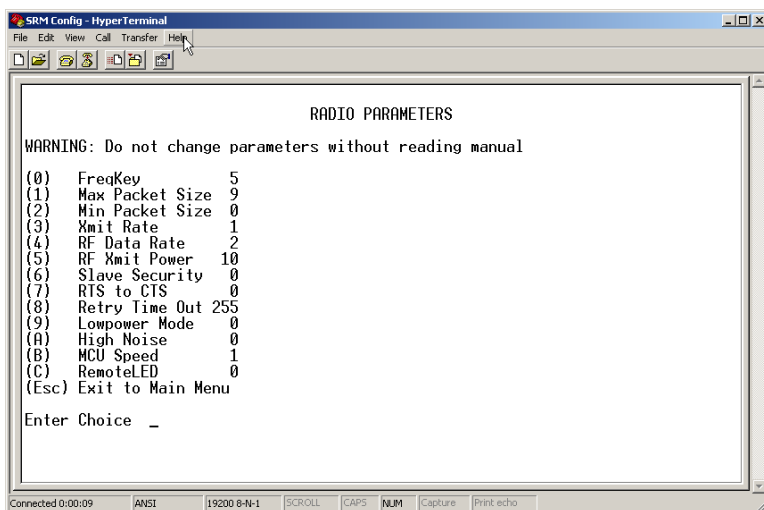 SRM Config - HyperTerminal
File Edit View Call Transfer Help
RADIO PARAMETERS
WARNING: Do not change parameters without reading manual
(0) FreqKey 5
(1) Max Packet Size 9
(2) Min Packet Size 0
(3) Xmit Rate 1
(4) RF Data Rate 2
(5) RF Xmit Power 10
(6) Slave Security 0
(7) RTS to CTS 0
(8) Retry Time Out 255
(9) Lowpower Mode 0
(A) High Noise 0
(B) MCU Speed 1
(C) RemoteLED 0
(Esc) Exit to Main Menu
Enter Choice _
Connected 0:00:09 ANSI 19200 8-N-1 SCROLL CAPS NUM Capture Print echo